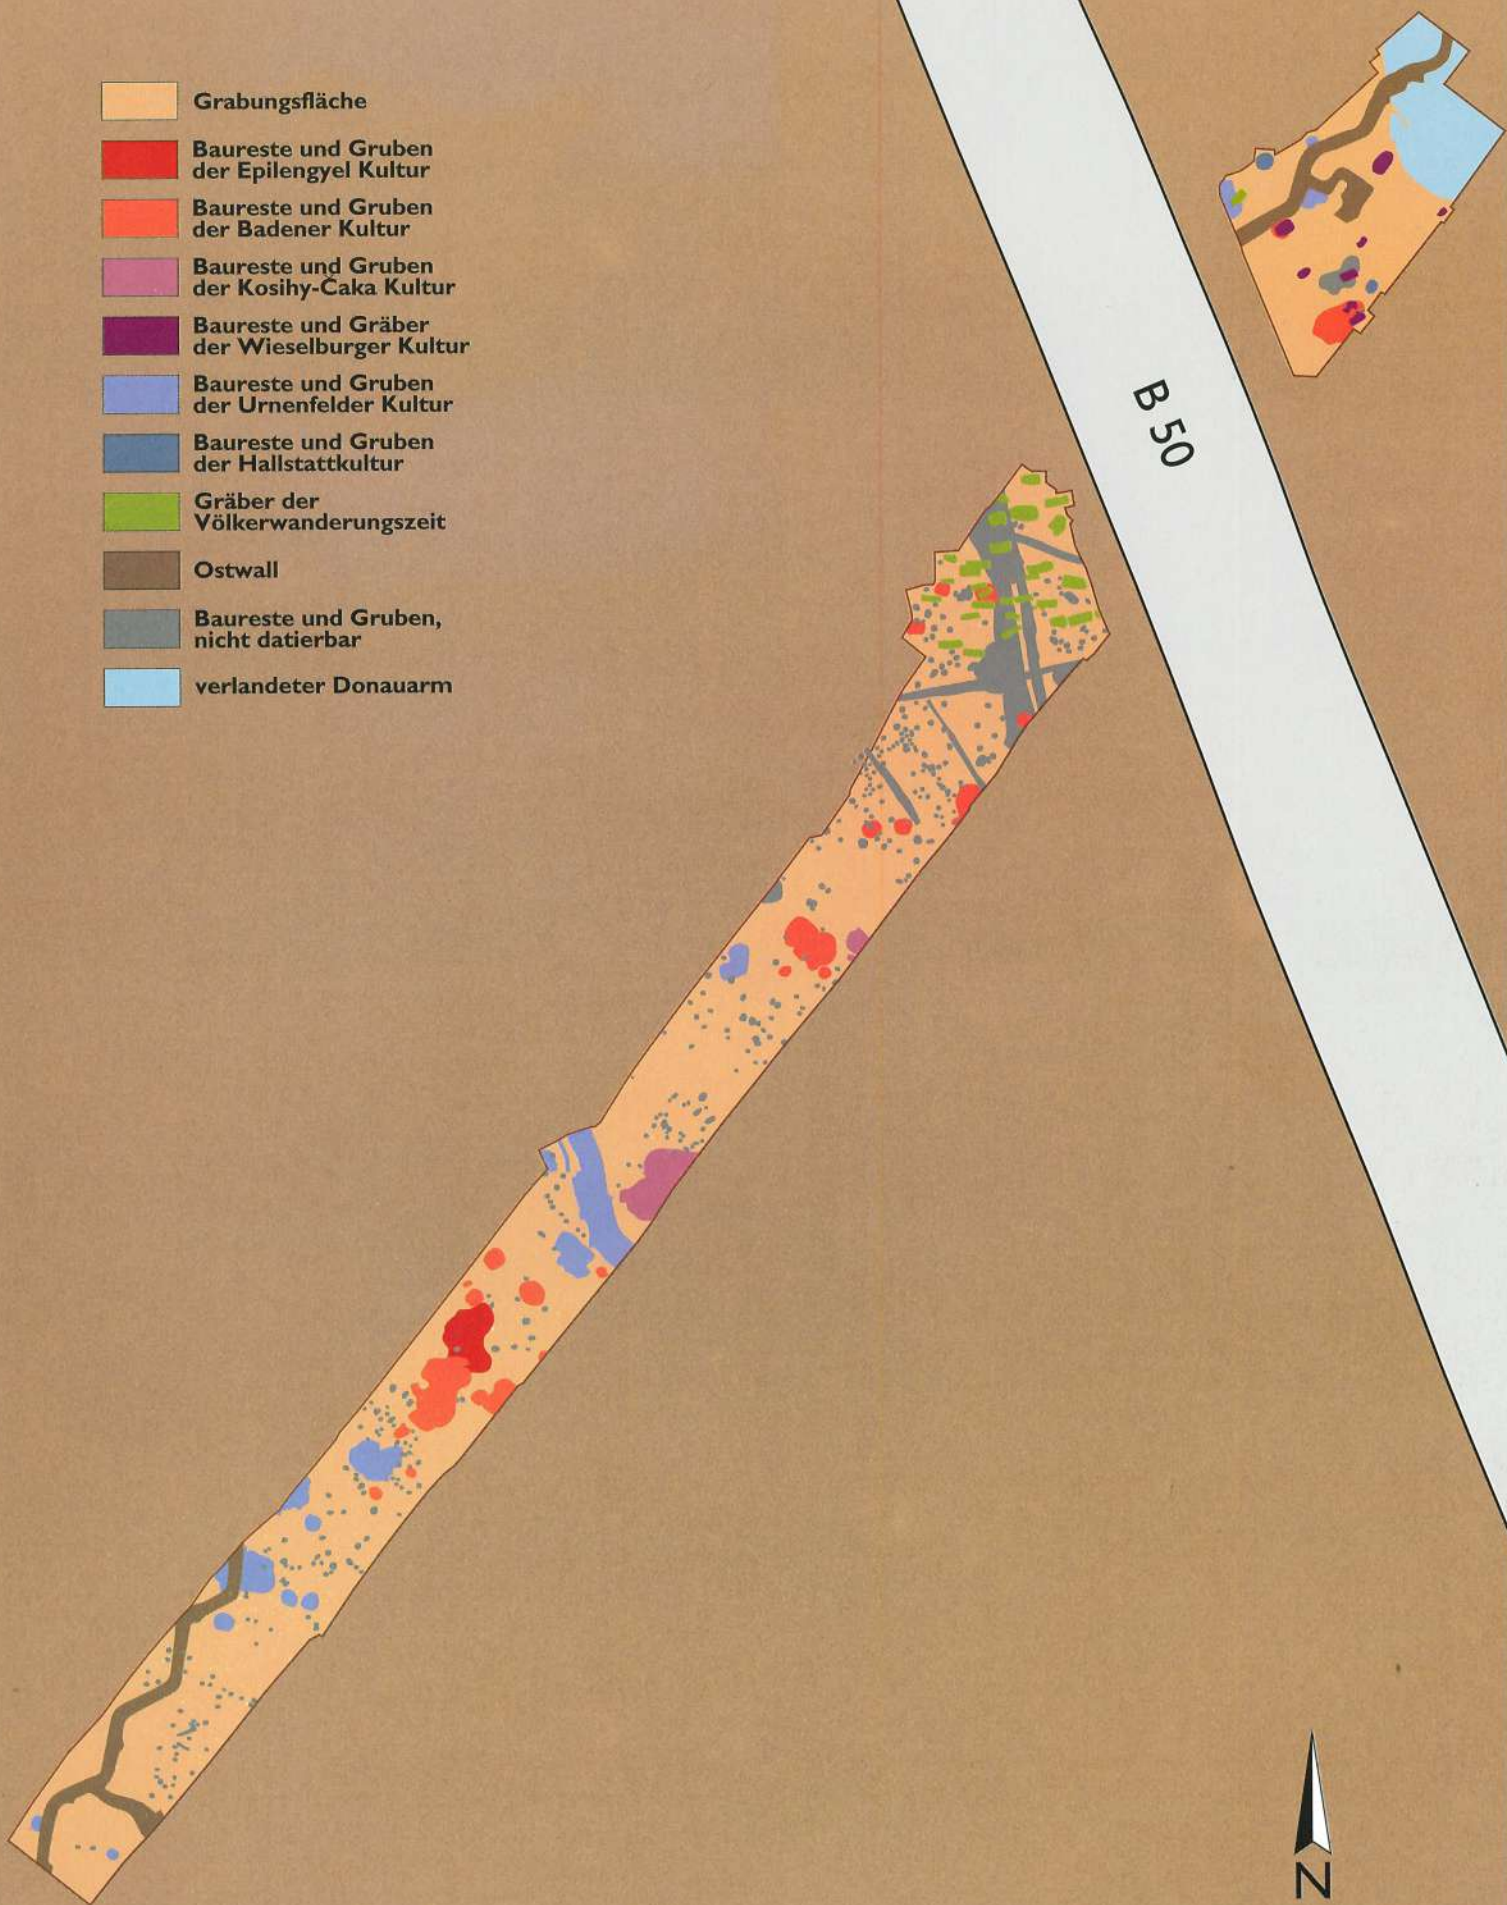 Grabungsfläche
Baureste und Gruben
der Epilengyel Kultur
Baureste und Gruben
der Badener Kultur
Baureste und Gruben
der Kosihy-Čaka Kultur
Baureste und Gräber
der Wieselburger Kultur
Baureste und Gruben
der Urnenfelder Kultur
Baureste und Gruben
der Hallstattkultur
Gräber der
Völkerwanderungszeit
Ostwall
Baureste und Gruben,
nicht datierbar
verlandeter Donauarm
B 50
N